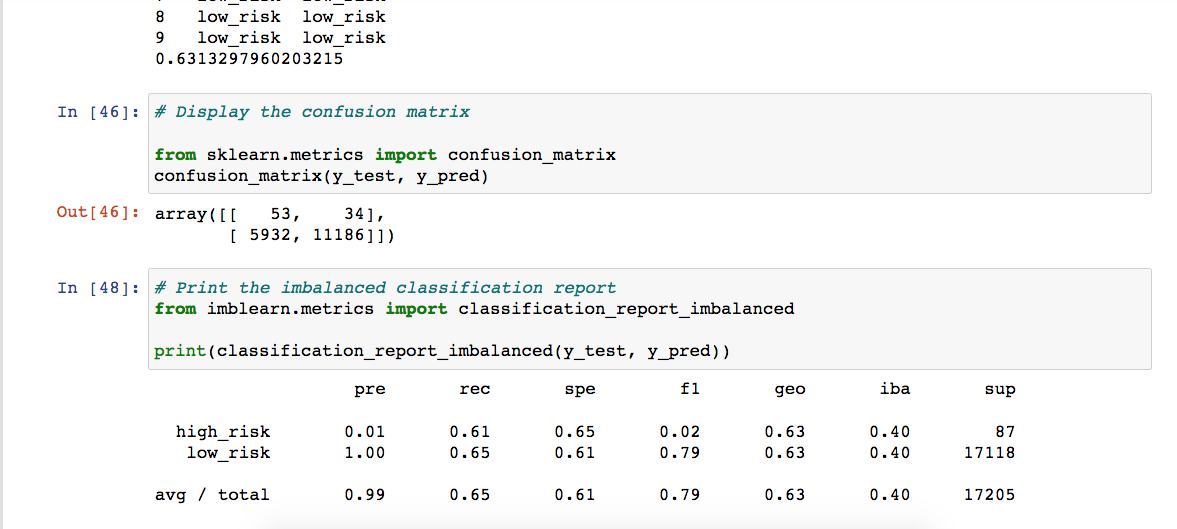 8 low_risk low_risk
9 low_risk low_risk
0.6313297960203215
In [46]: # Display the confusion matrix
from sklearn.metrics import confusion_matrix
confusion_matrix(y_test, y_pred)
Out[46]: array([[ 53, 34],
[ 5932, 11186]])
In [48]: # Print the imbalanced classification report
from imblearn.metrics import classification_report_imbalanced
print(classification_report_imbalanced(y_test, y_pred))
pre rec spe f1 geo iba sup
high_risk 0.01 0.61 0.65 0.02 0.63 0.40 87
low_risk 1.00 0.65 0.61 0.79 0.63 0.40 17118
avg / total 0.99 0.65 0.61 0.79 0.63 0.40 17205